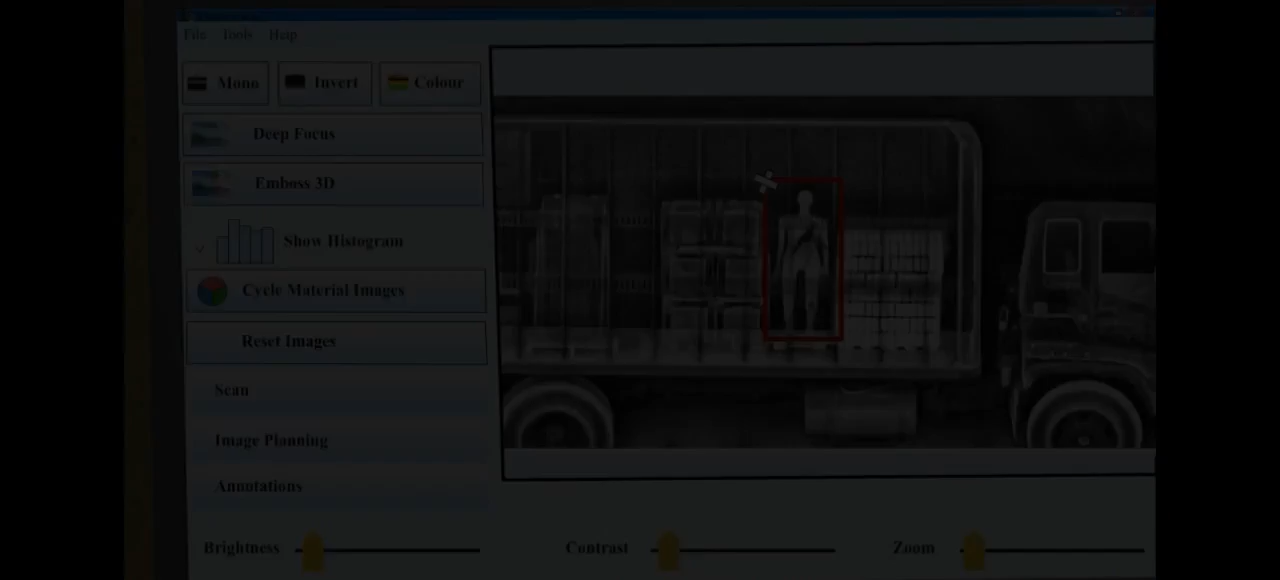 File Tools Help
Mono Invert Colour
Deep Focus
Emboss 3D
Show Histogram
Cycle Material Images
Reset Images
Scan
Image Planning
Annotations
Brightness Contrast Zoom